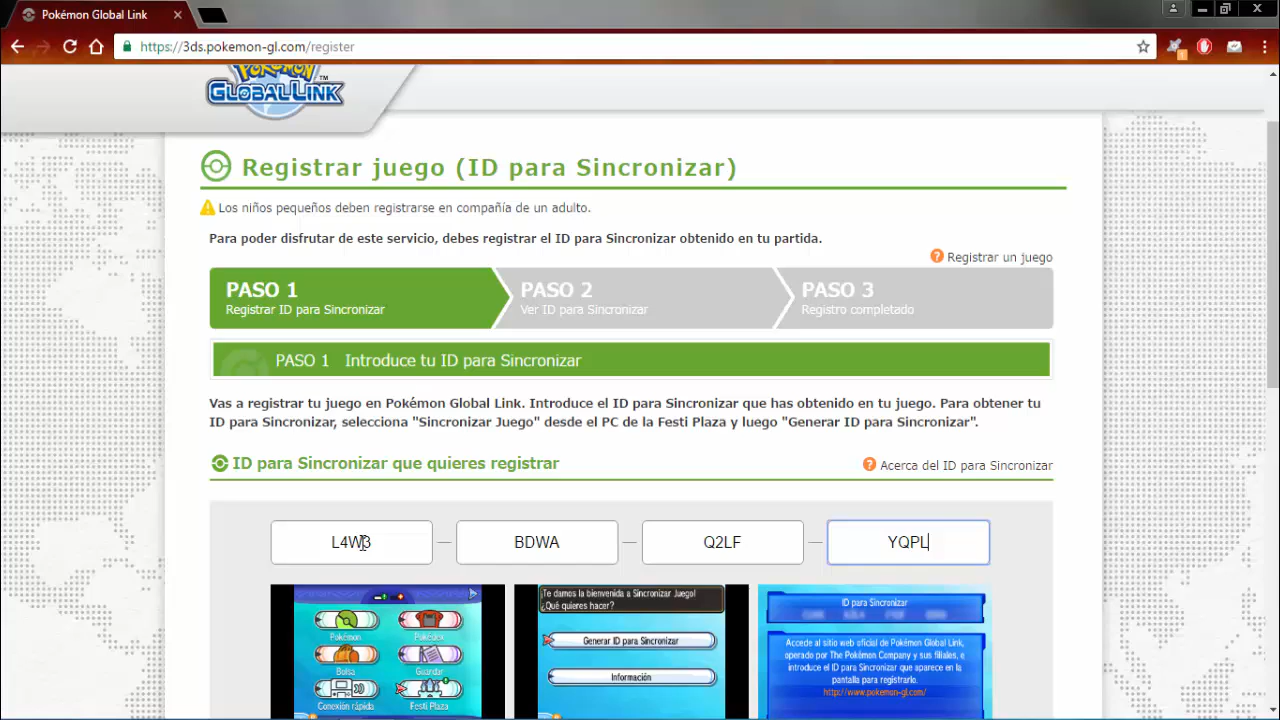 Pokémon Global Link
https://3ds.pokemon-gl.com/register
POKéMON
GLOBAL LINK™
Registrar juego (ID para Sincronizar)
Los niños pequeños deben registrarse en compañía de un adulto.
Para poder disfrutar de este servicio, debes registrar el ID para Sincronizar obtenido en tu partida.
Registrar un juego
PASO 1
Registrar ID para Sincronizar
PASO 2
Ver ID para Sincronizar
PASO 3
Registro completado
PASO 1 Introduce tu ID para Sincronizar
Vas a registrar tu juego en Pokémon Global Link. Introduce el ID para Sincronizar que has obtenido en tu juego. Para obtener tu
ID para Sincronizar, selecciona "Sincronizar Juego" desde el PC de la Festi Plaza y luego "Generar ID para Sincronizar".
ID para Sincronizar que quieres registrar
Acerca del ID para Sincronizar
L4W3 — BDWA — Q2LF — YQPL
Pokémon
Pokédex
Bolsa
Guardar
Conexión rápida
Festi Plaza
Te damos la bienvenida a Sincronizar Juego!
¿Qué quieres hacer?
Generar ID para Sincronizar
Información
ID para Sincronizar
Accede al sitio web oficial de Pokémon Global Link,
operado por The Pokémon Company y sus filiales, e
introduce el ID para Sincronizar que aparece en la
pantalla para registrarlo.
http://www.pokemon-gl.com/